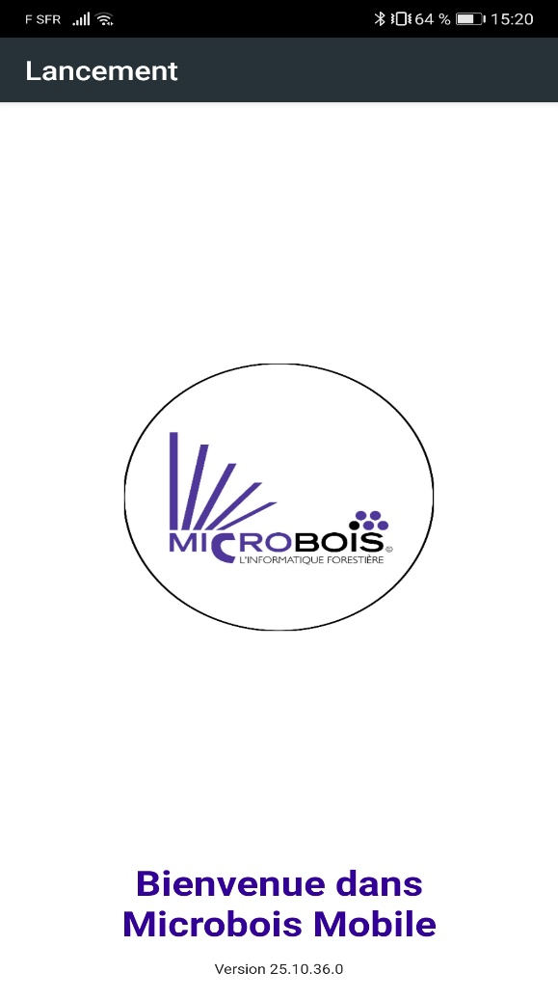 F SFR 64 % 15:20
Lancement
MICROBOIS©
L'INFORMATIQUE FORESTIÈRE
Bienvenue dans
Microbois Mobile
Version 25.10.36.0